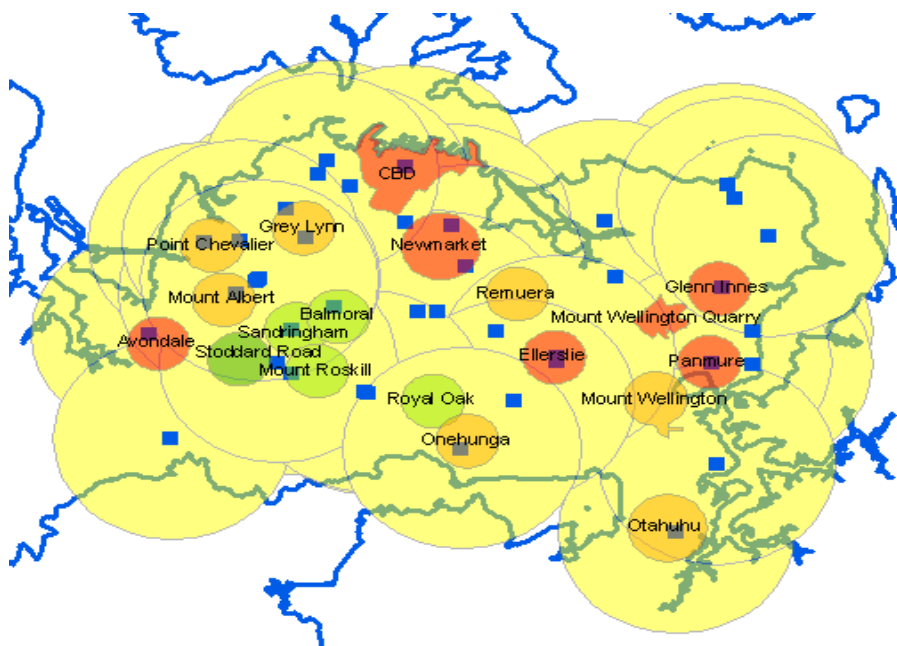 CBD
Grey Lynn
Point Chevalier
Newmarket
Glenn Innes
Remuera
Mount Albert
Balmoral
Mount Wellington Quarry
Sandringham
Avondale
Stoddard Road
Ellerslie
Panmure
Mount Roskill
Royal Oak
Mount Wellington
Onehunga
Otahuhu